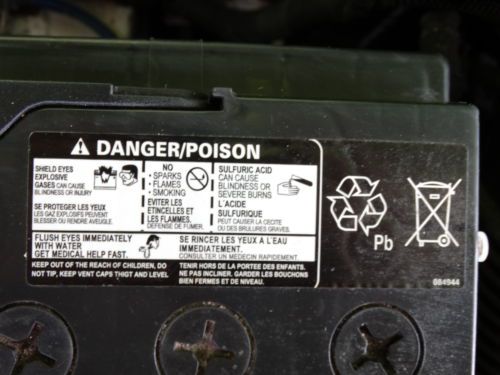 DANGER/POISON
SHIELD EYES
EXPLOSIVE
GASES CAN CAUSE
BLINDNESS OR INJURY
SE PROTEGER LES YEUX
LES GAZ EXPLOSIFS PEUVENT
BLESSER OU RENDRE AVEUGLE.
NO
· SPARKS
· FLAMES
· SMOKING
EVITER LES
ETINCELLES ET
LES FLAMMES.
DEFENSE DE FUMER.
SULFURIC ACID
CAN CAUSE
BLINDNESS OR
SEVERE BURNS
L'ACIDE
SULFURIQUE
PEUT CAUSER LA CECITE
OU DES BRULURES GRAVES.
FLUSH EYES IMMEDIATELY
WITH WATER
GET MEDICAL HELP FAST.
SE RINCER LES YEUX A L'EAU
IMMEDIATEMENT.
CONSULTER UN MEDECIN RAPIDEMENT.
KEEP OUT OF THE REACH OF CHILDREN. DO
NOT TIP, KEEP VENT CAPS THIGT AND LEVEL
TENIR HORS DE LA PORTEE DES ENFANTS.
NE PAS INCLINER. GARDER LES BOUCHONS
BIEN FERMES ET DE NIVEAU.
Pb
084944